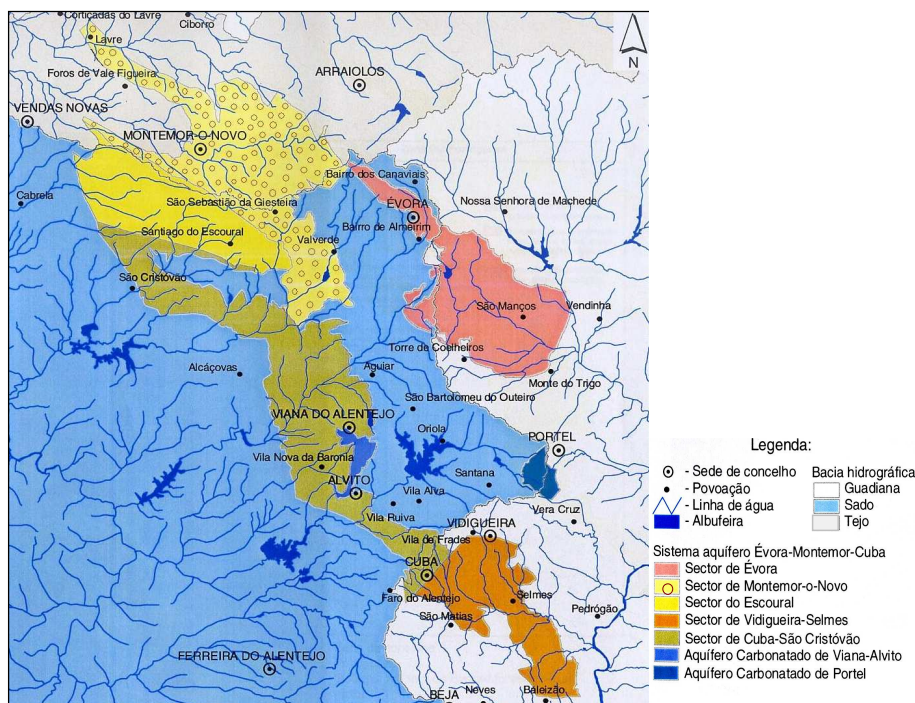 Corticadas do Lavre
Ciborro
Lavre
N
Foros de Vale Figueira
ARRAIOLOS
VENDAS NOVAS
MONTEMOR-O-NOVO
Bairro dos Canaviais
Cabrela
São Sebastião da Giesteira
ÉVORA
Nossa Senhora de Machede
Santiago do Escoural
Valverde
Bairro de Almeirim
São Cristóvão
São Manços
Vendinha
Torre de Coelheiros
Alcáçovas
Aguiar
Monte do Trigo
São Bartolomeu do Outeiro
VIANA DO ALENTEJO
Oriola
PORTEL
Vila Nova da Baronia
Santana
ALVITO
Vila Alva
Vila Ruiva
Vera Cruz
VIDIGUEIRA
Vila de Frades
CUBA
Faro do Alentejo
Selmes
São Matias
Pedrógão
FERREIRA DO ALENTEJO
BEJA
Neves
Baleizão
Legenda:
- Sede de concelho
- Povoação
- Linha de água
- Albufeira
Bacia hidrográfica
Guadiana
Sado
Tejo
Sistema aquífero Évora-Montemor-Cuba
Sector de Évora
Sector de Montemor-o-Novo
Sector do Escoural
Sector de Vidigueira-Selmes
Sector de Cuba-São Cristóvão
Aquífero Carbonatado de Viana-Alvito
Aquífero Carbonatado de Portel